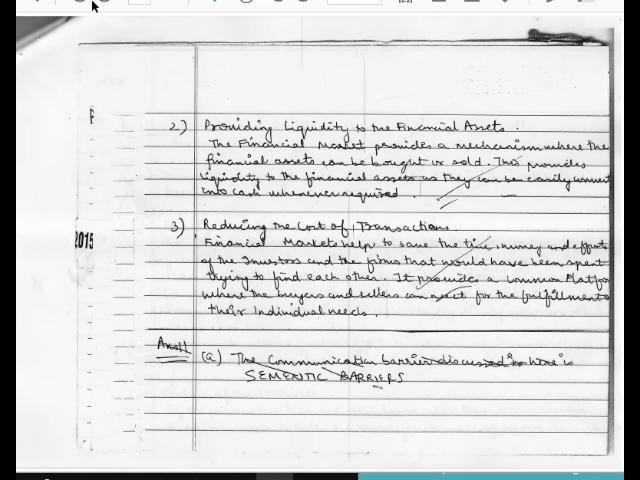 F
2) Providing Liquidity to the Financial Assets.
The Financial Market provides a mechanism where the
financial assets can be bought or sold. This provides
liquidity to the financial assets as they can be easily convert
into cash whenever required.
2015
3) Reducing the Cost of Transactions.
Financial Markets help to save the time, money and efforts
of the Investors and the firms that would have been spent
trying to find each other. It provides a Common Platfo
where the buyers and sellers can meet for the fulfillment o
their Individual needs.
Ans11
(a) The Communication barrier discussed here is
SEMENTIC BARRIERS